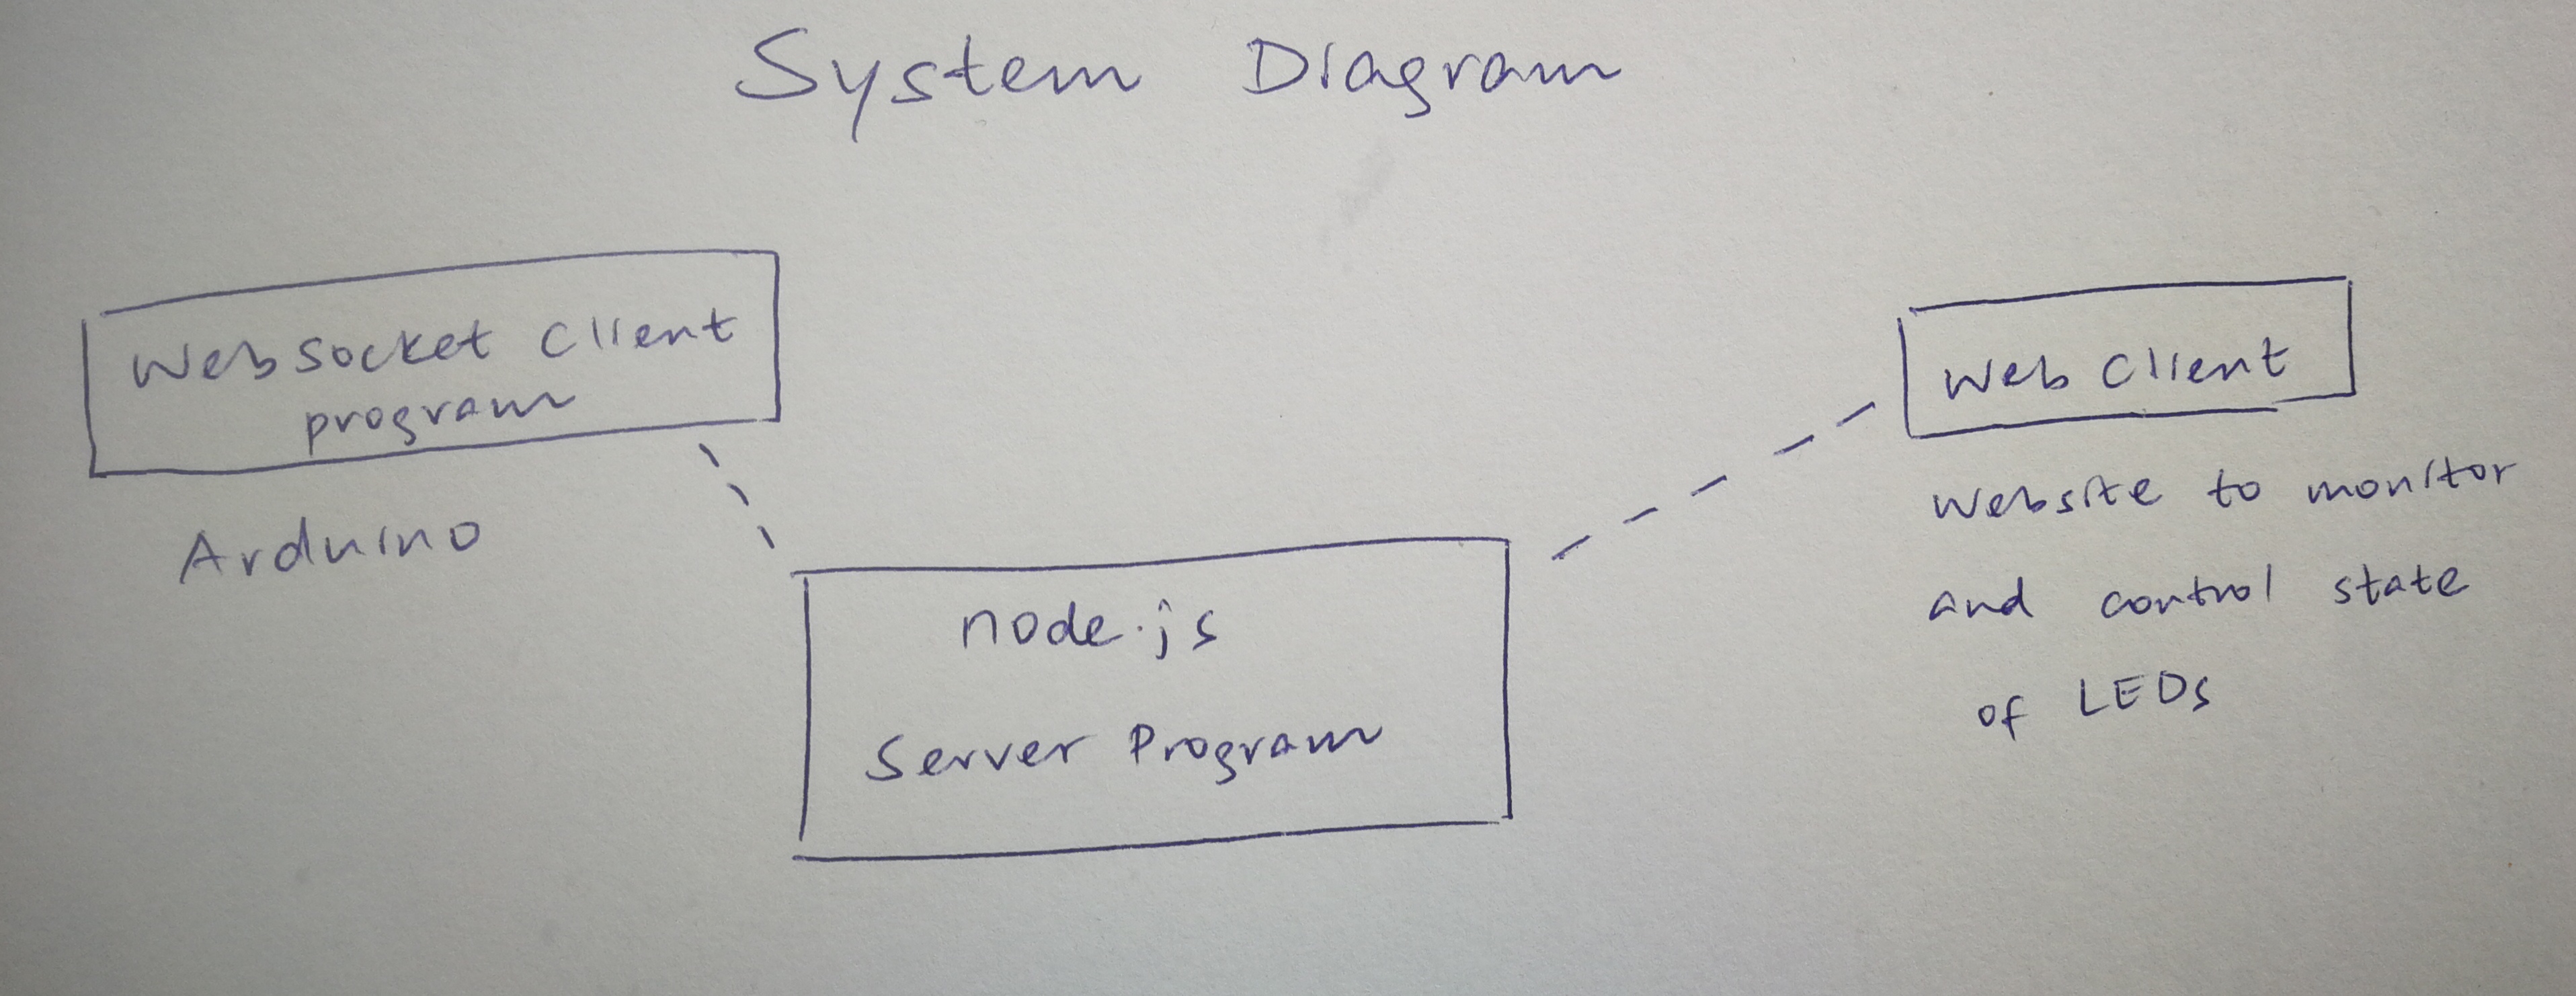 System Diagram
Websocket Client
program
Arduino
node.js
Server Program
Web Client
Website to monitor
and control state
of LEDs